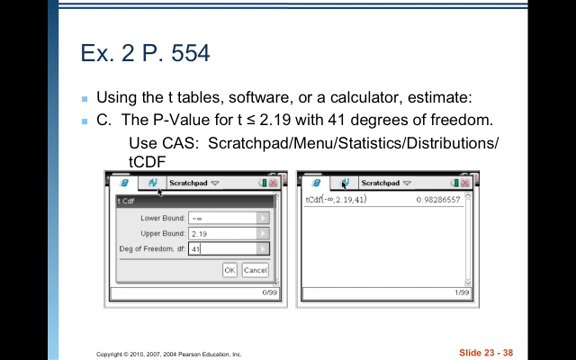 Ex. 2 P. 554
Using the t tables, software, or a calculator, estimate:
C. The P-Value for t ≤ 2.19 with 41 degrees of freedom.
Use CAS: Scratchpad/Menu/Statistics/Distributions/
tCDF
Scratchpad
t Cdf
Lower Bound: -∞
Upper Bound: 2.19
Deg of Freedom, df: 41
OK Cancel
0/99
Scratchpad
tCdf(-∞,2.19,41) 0.98286557
1/99
Copyright © 2010, 2007, 2004 Pearson Education, Inc.
Slide 23 - 38